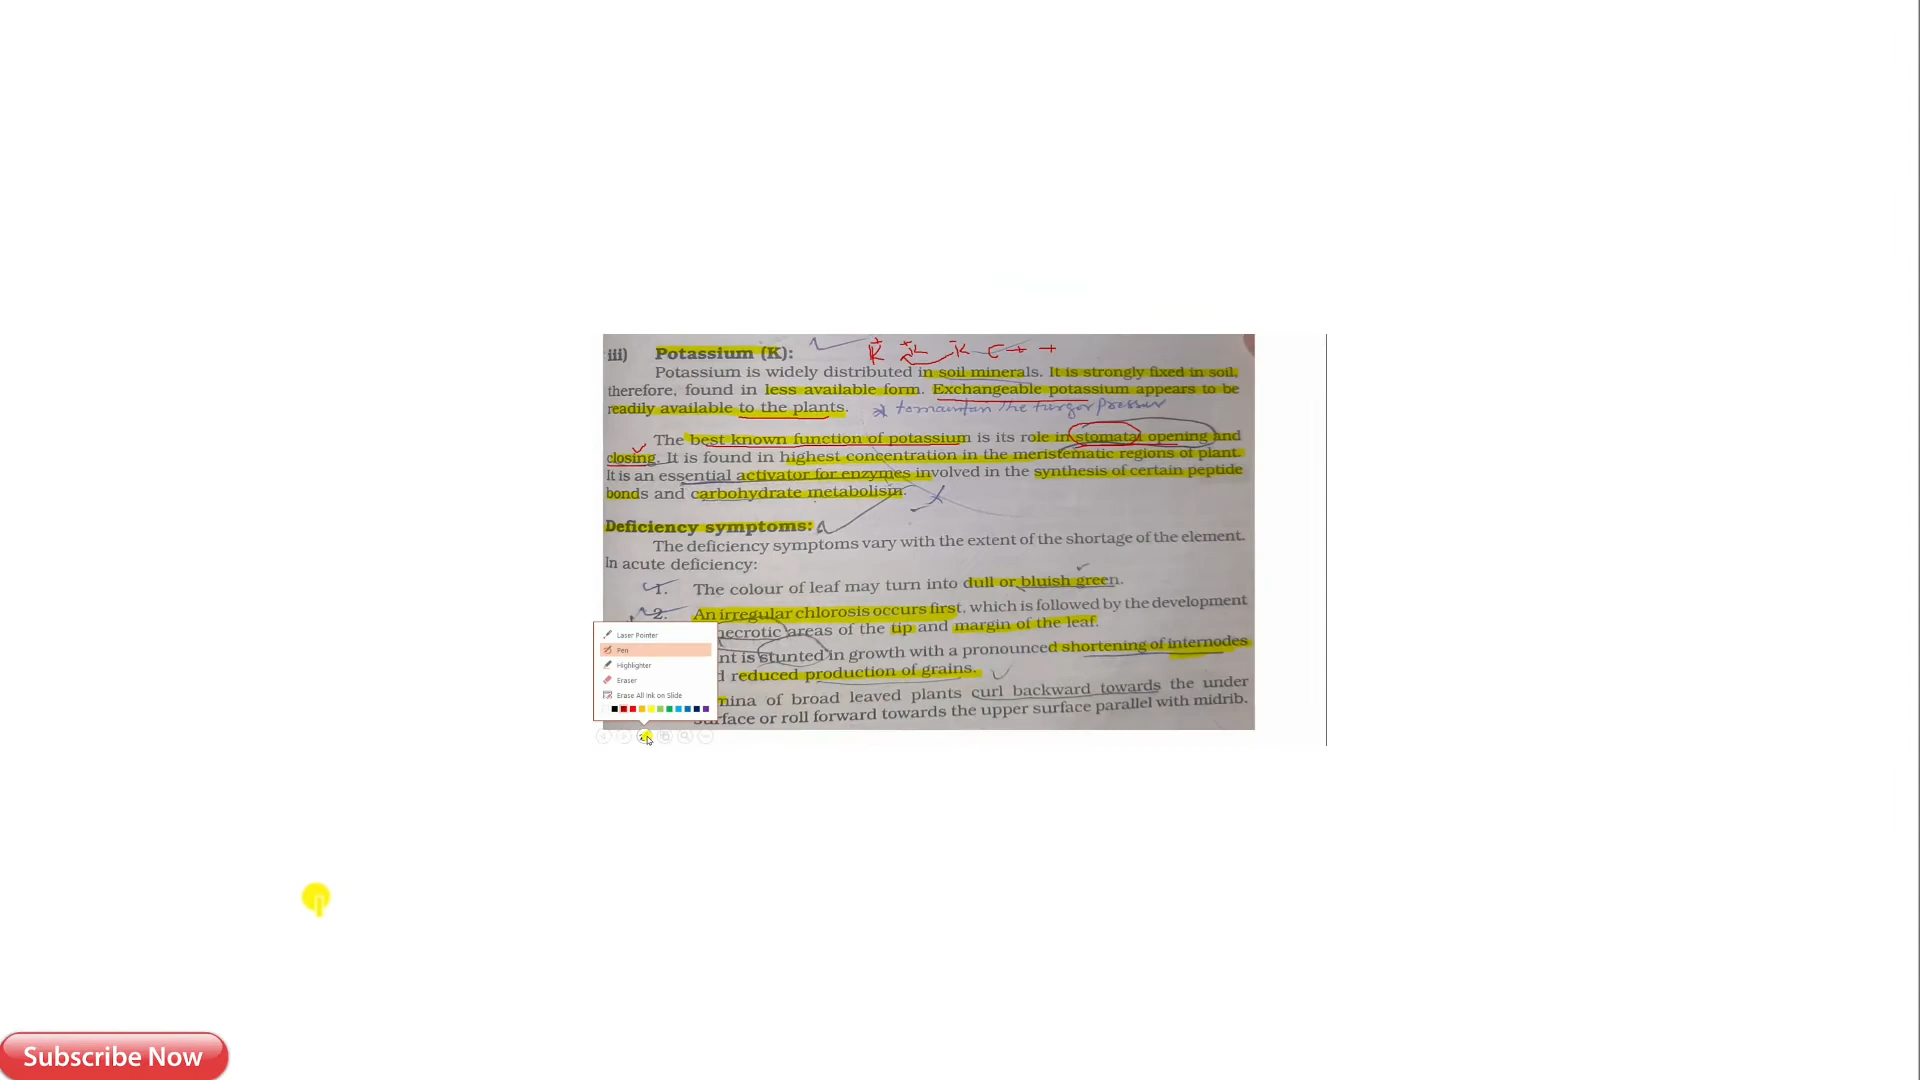 iii) Potassium (K):
K+ K+ K+ C++ +
Potassium is widely distributed in soil minerals. It is strongly fixed in soil,
therefore, found in less available form. Exchangeable potassium appears to be
readily available to the plants. * to maintan the turgor pressur
The best known function of potassium is its role in stomatal opening and
closing. It is found in highest concentration in the meristematic regions of plant.
It is an essential activator for enzymes involved in the synthesis of certain peptide
bonds and carbohydrate metabolism.
Deficiency symptoms:
The deficiency symptoms vary with the extent of the shortage of the element.
In acute deficiency:
1. The colour of leaf may turn into dull or bluish green.
2. An irregular chlorosis occurs first, which is followed by the development
necrotic areas of the tip and margin of the leaf.
nt is stunted in growth with a pronounced shortening of internodes
d reduced production of grains.
mina of broad leaved plants curl backward towards the under
surface or roll forward towards the upper surface parallel with midrib.
Laser Pointer
Pen
Highlighter
Eraser
Erase All Ink on Slide
Subscribe Now